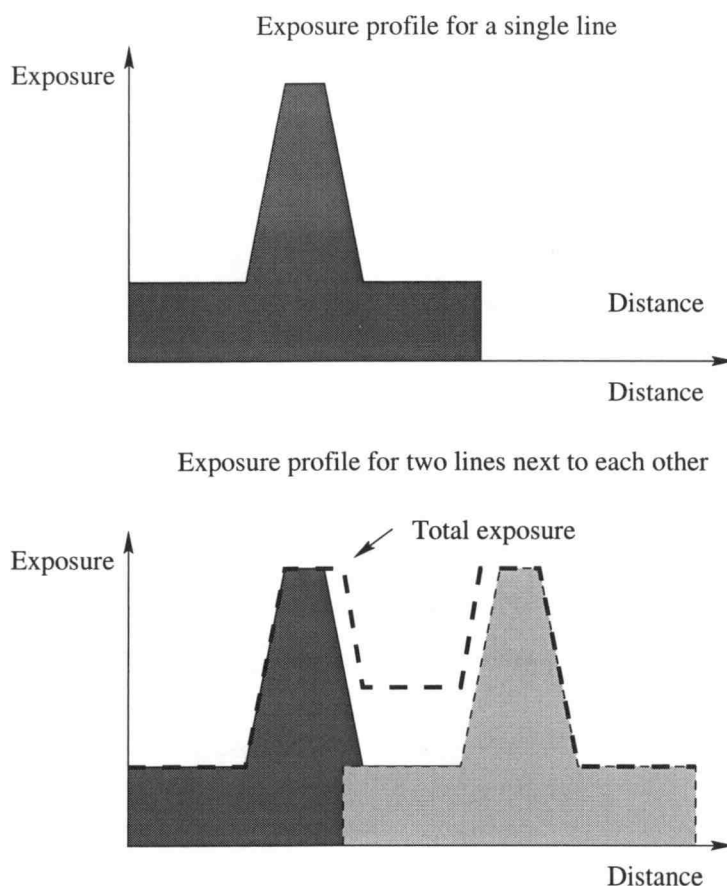 Exposure profile for a single line
Exposure
Distance
Distance
Exposure profile for two lines next to each other
Total exposure
Exposure
Distance